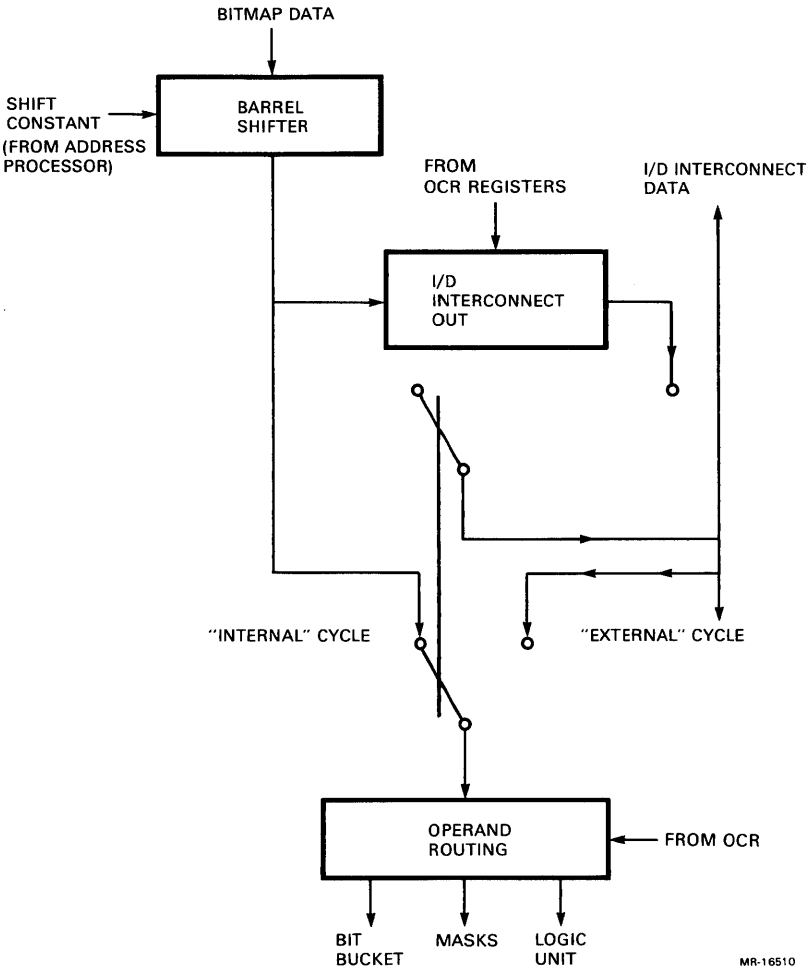 BITMAP DATA
SHIFT
CONSTANT
(FROM ADDRESS
PROCESSOR)
BARREL
SHIFTER
FROM
OCR REGISTERS
I/D INTERCONNECT
DATA
I/D
INTERCONNECT
OUT
"INTERNAL" CYCLE
"EXTERNAL" CYCLE
OPERAND
ROUTING
FROM OCR
BIT
BUCKET
MASKS
LOGIC
UNIT
MR-16510